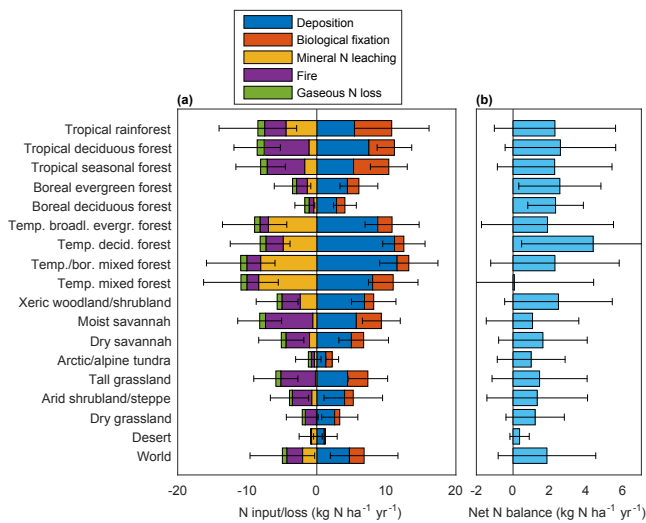 Deposition
Biological fixation
Mineral N leaching
Fire
Gaseous N loss
(a)
(b)
Tropical rainforest
Tropical deciduous forest
Tropical seasonal forest
Boreal evergreen forest
Boreal deciduous forest
Temp. broadl. evergr. forest
Temp. decid. forest
Temp./bor. mixed forest
Temp. mixed forest
Xeric woodland/shrubland
Moist savannah
Dry savannah
Arctic/alpine tundra
Tall grassland
Arid shrubland/steppe
Dry grassland
Desert
World
-20 -10 0 10 20
0 2 4 6
N input/loss (kg N ha⁻¹ yr⁻¹)
Net N balance (kg N ha⁻¹ yr⁻¹)